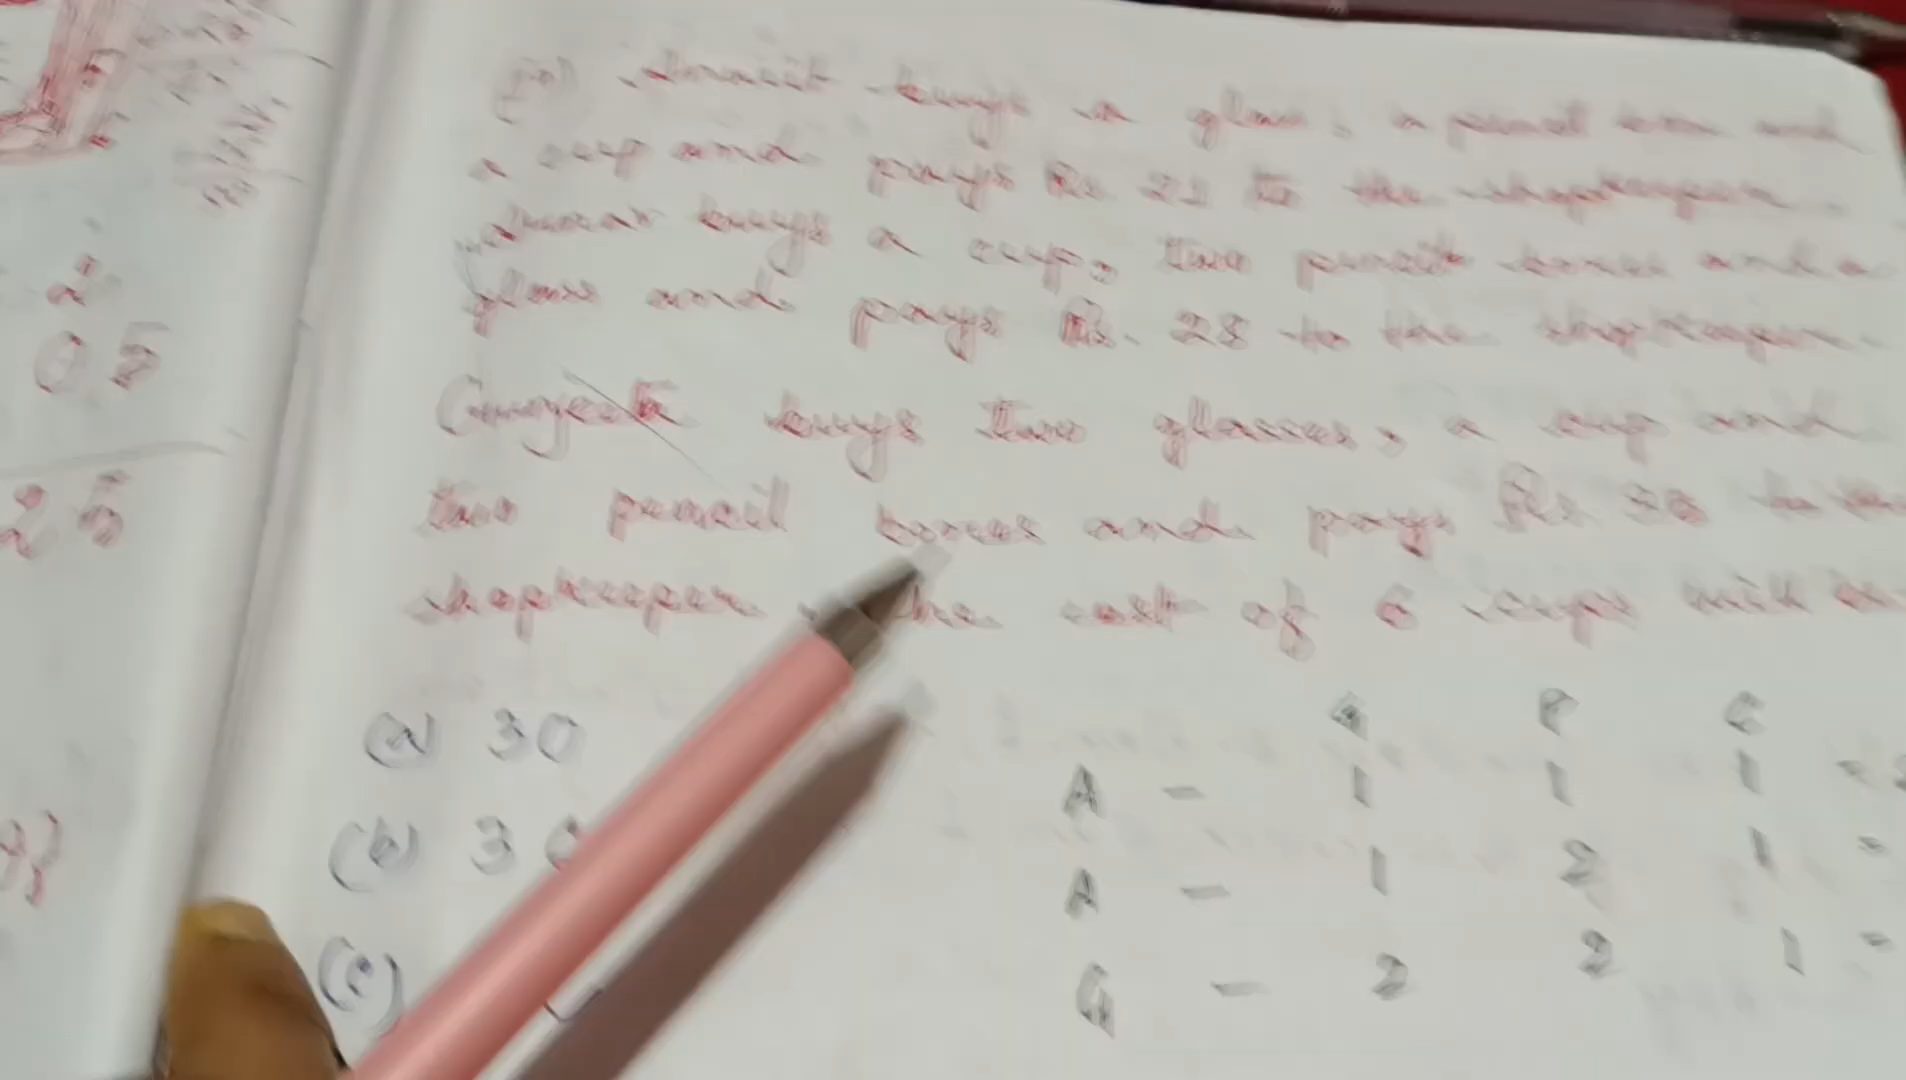 buys a glass, a pencil box and
a cup and pays Rs. 21 to the shopkeeper.
buys a cup, two pencil boxes and a
glass and pays Rs. 28 to the shopkeeper.
buys two glasses, a cup and
two pencil boxes and pays Rs. to the
shopkeeper. The cost of 6 cups will be
(a) 30
(b) 3
(c)
G P C
A - 1 1 1 =
A - 1 2 1 =
G - 2 2 1 =
i
05
25